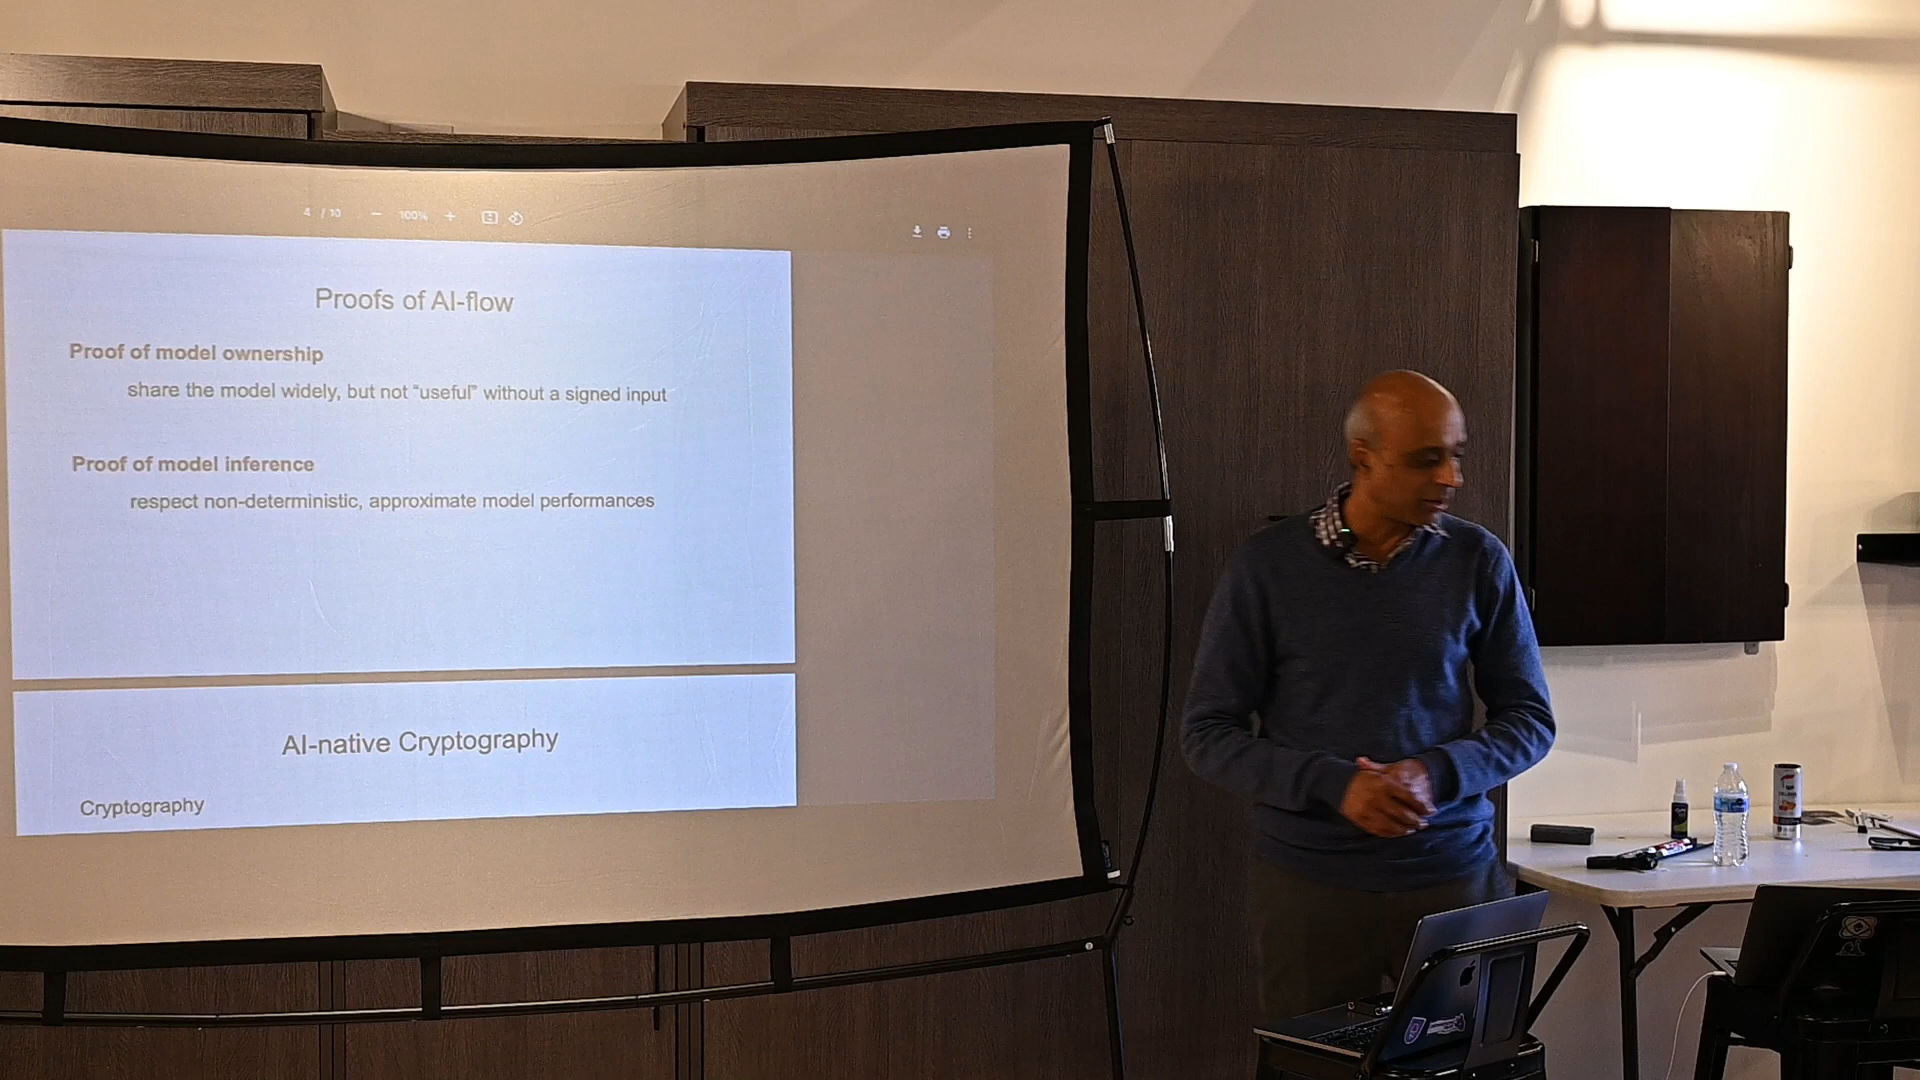 4 / 10 — 100% +
Proofs of AI-flow
Proof of model ownership
share the model widely, but not “useful” without a signed input
Proof of model inference
respect non-deterministic, approximate model performances
AI-native Cryptography
Cryptography